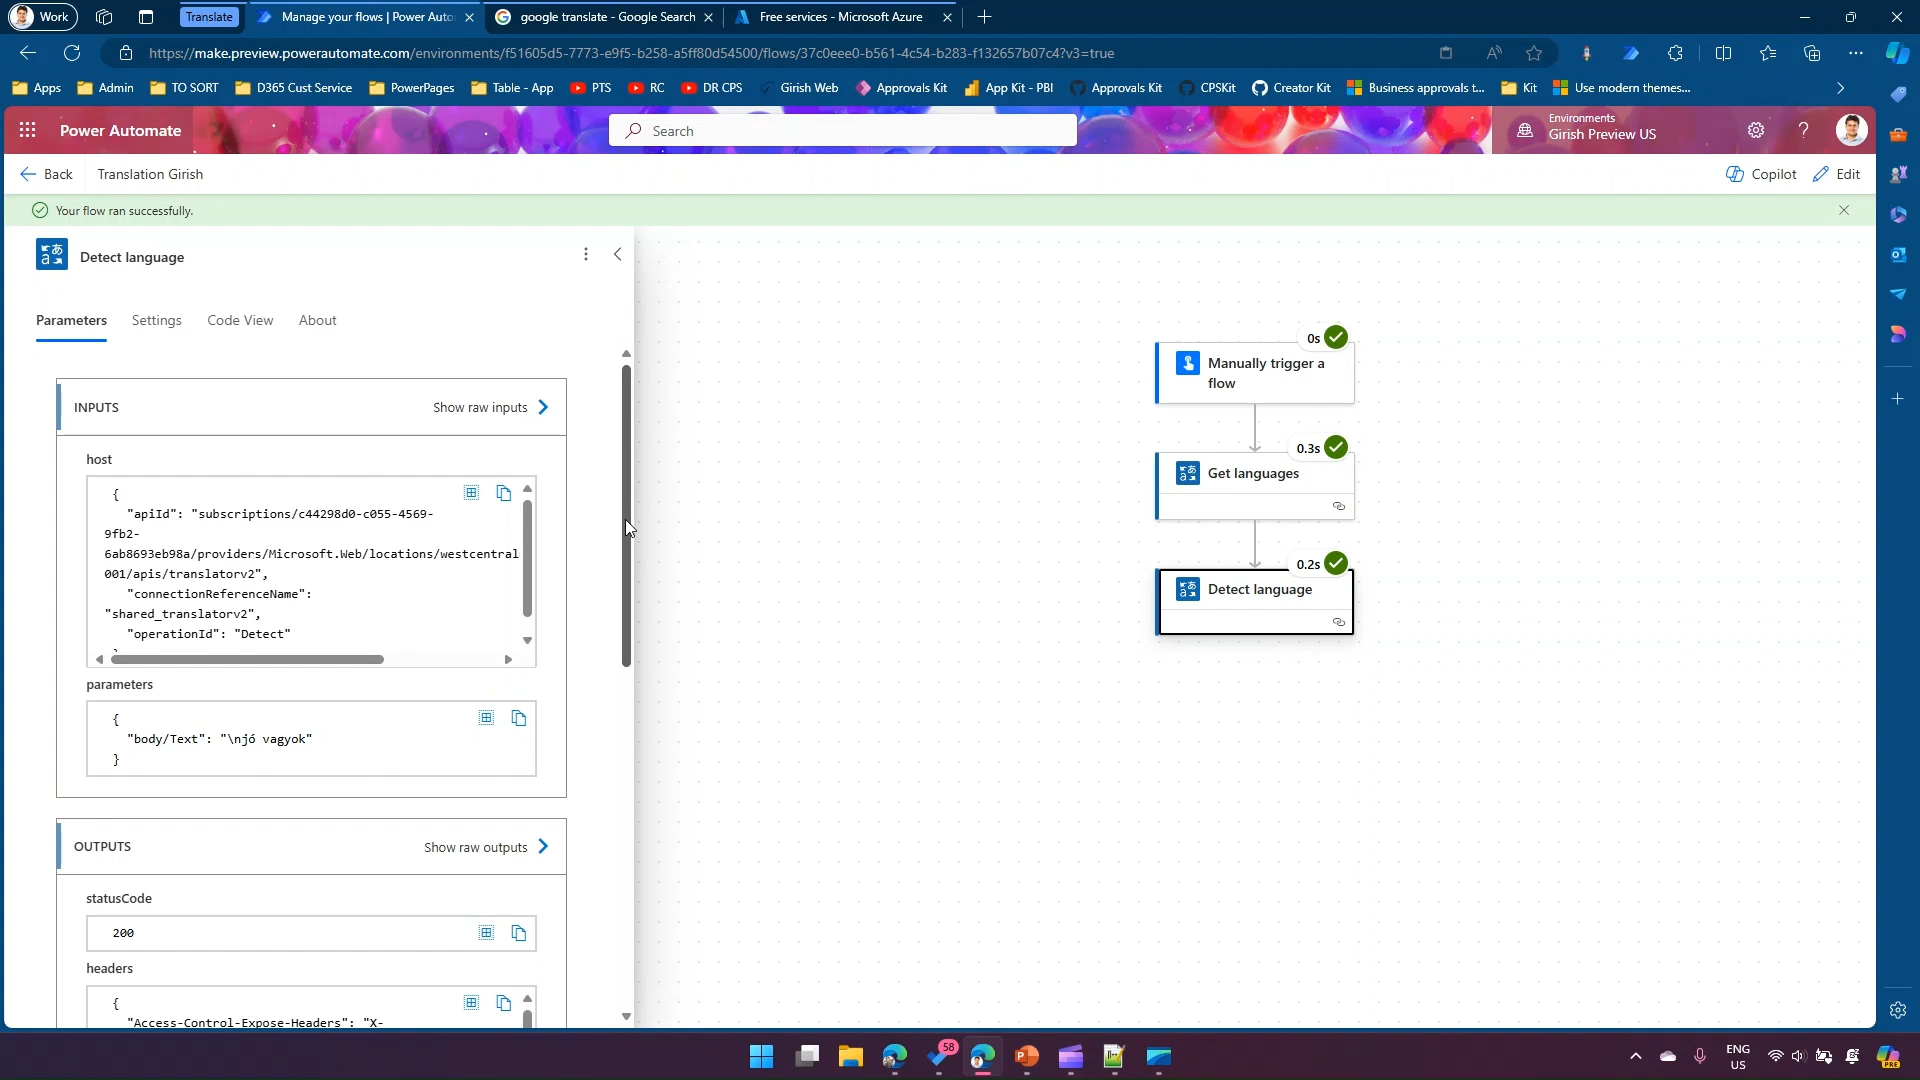 Work
Translate
Manage your flows | Power Auto
google translate - Google Search
Free services - Microsoft Azure
https://make.preview.powerautomate.com/environments/f51605d5-7773-e9f5-b258-a5ff80d54500/flows/37c0eee0-b561-4c54-b283-f132657b07c4?v3=true
Apps
Admin
TO SORT
D365 Cust Service
PowerPages
Table - App
PTS
RC
DR CPS
Girish Web
Approvals Kit
App Kit - PBI
Approvals Kit
CPSKit
Creator Kit
Business approvals t...
Kit
Use modern themes...
Power Automate
Search
Environments
Girish Preview US
Back
Translation Girish
Copilot
Edit
Your flow ran successfully.
Detect language
Parameters
Settings
Code View
About
INPUTS
Show raw inputs
host
{
"apiId": "subscriptions/c44298d0-c055-4569-
9fb2-
6ab8693eb98a/providers/Microsoft.Web/locations/westcentral
001/apis/translatorv2",
"connectionReferenceName":
"shared_translatorv2",
"operationId": "Detect"
parameters
{
"body/Text": "\njó vagyok"
}
OUTPUTS
Show raw outputs
statusCode
200
headers
{
"Access-Control-Expose-Headers": "X-
0s
Manually trigger a
flow
0.3s
Get languages
0.2s
Detect language
58
ENG
US
PRE